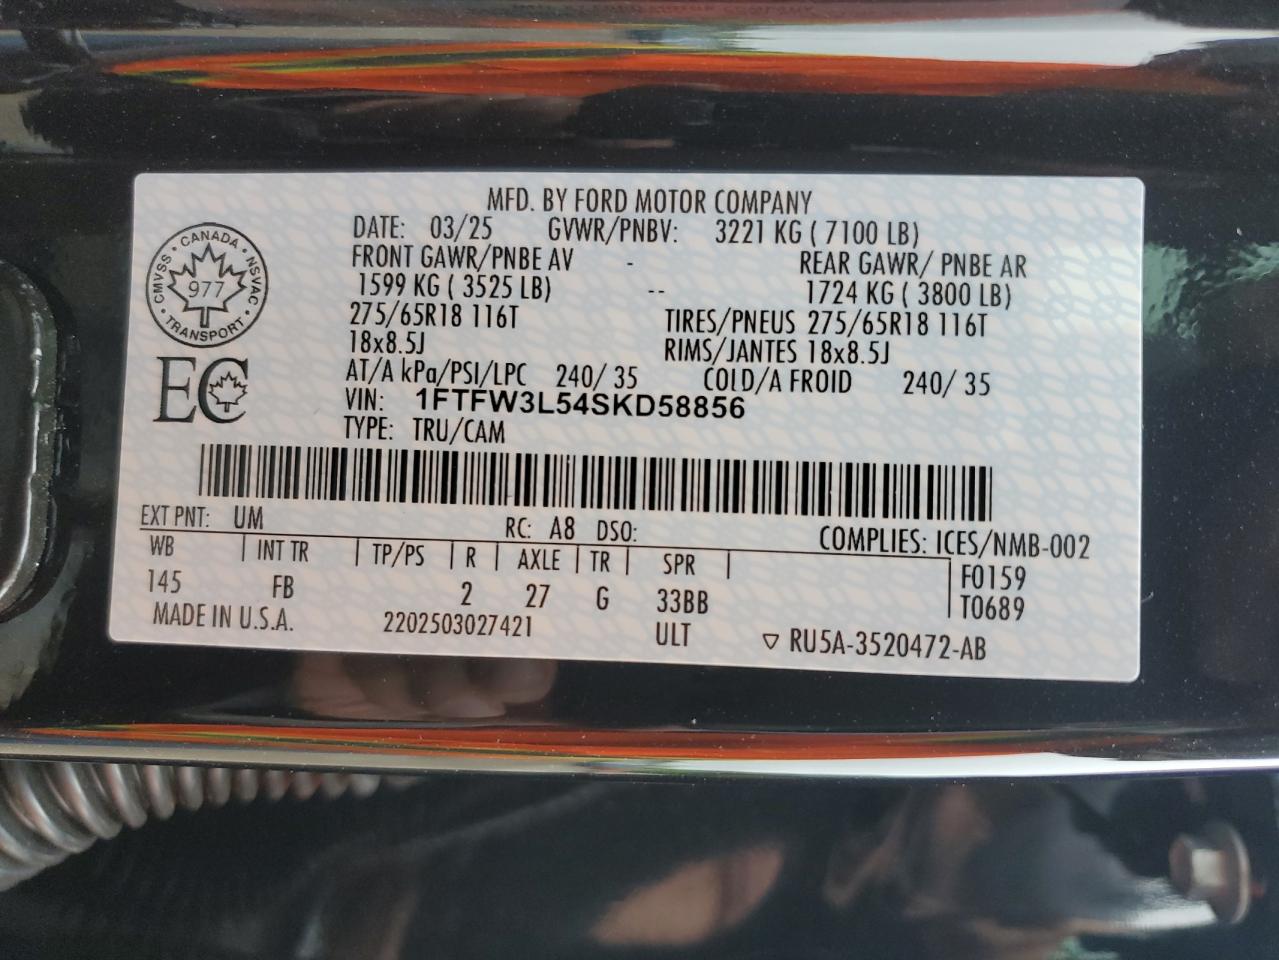 MFD. BY FORD MOTOR COMPANY
DATE: 03/25 GVWR/PNBV: 3221 KG ( 7100 LB)
FRONT GAWR/PNBE AV - REAR GAWR/ PNBE AR
1599 KG ( 3525 LB) -- 1724 KG ( 3800 LB)
275/65R18 116T TIRES/PNEUS 275/65R18 116T
18x8.5J RIMS/JANTES 18x8.5J
AT/A kPa/PSI/LPC 240/ 35 COLD/A FROID 240/ 35
VIN: 1FTFW3L54SKD58856
TYPE: TRU/CAM
CANADA
CMVSS NSVAC
977
TRANSPORT
EC
EXT PNT: UM RC: A8 DSO: COMPLIES: ICES/NMB-002
WB | INT TR | TP/PS | R | AXLE | TR | SPR | F0159
145 FB 2 27 G 33BB T0689
MADE IN U.S.A. 2202503027421 ULT ▽ RU5A-3520472-AB